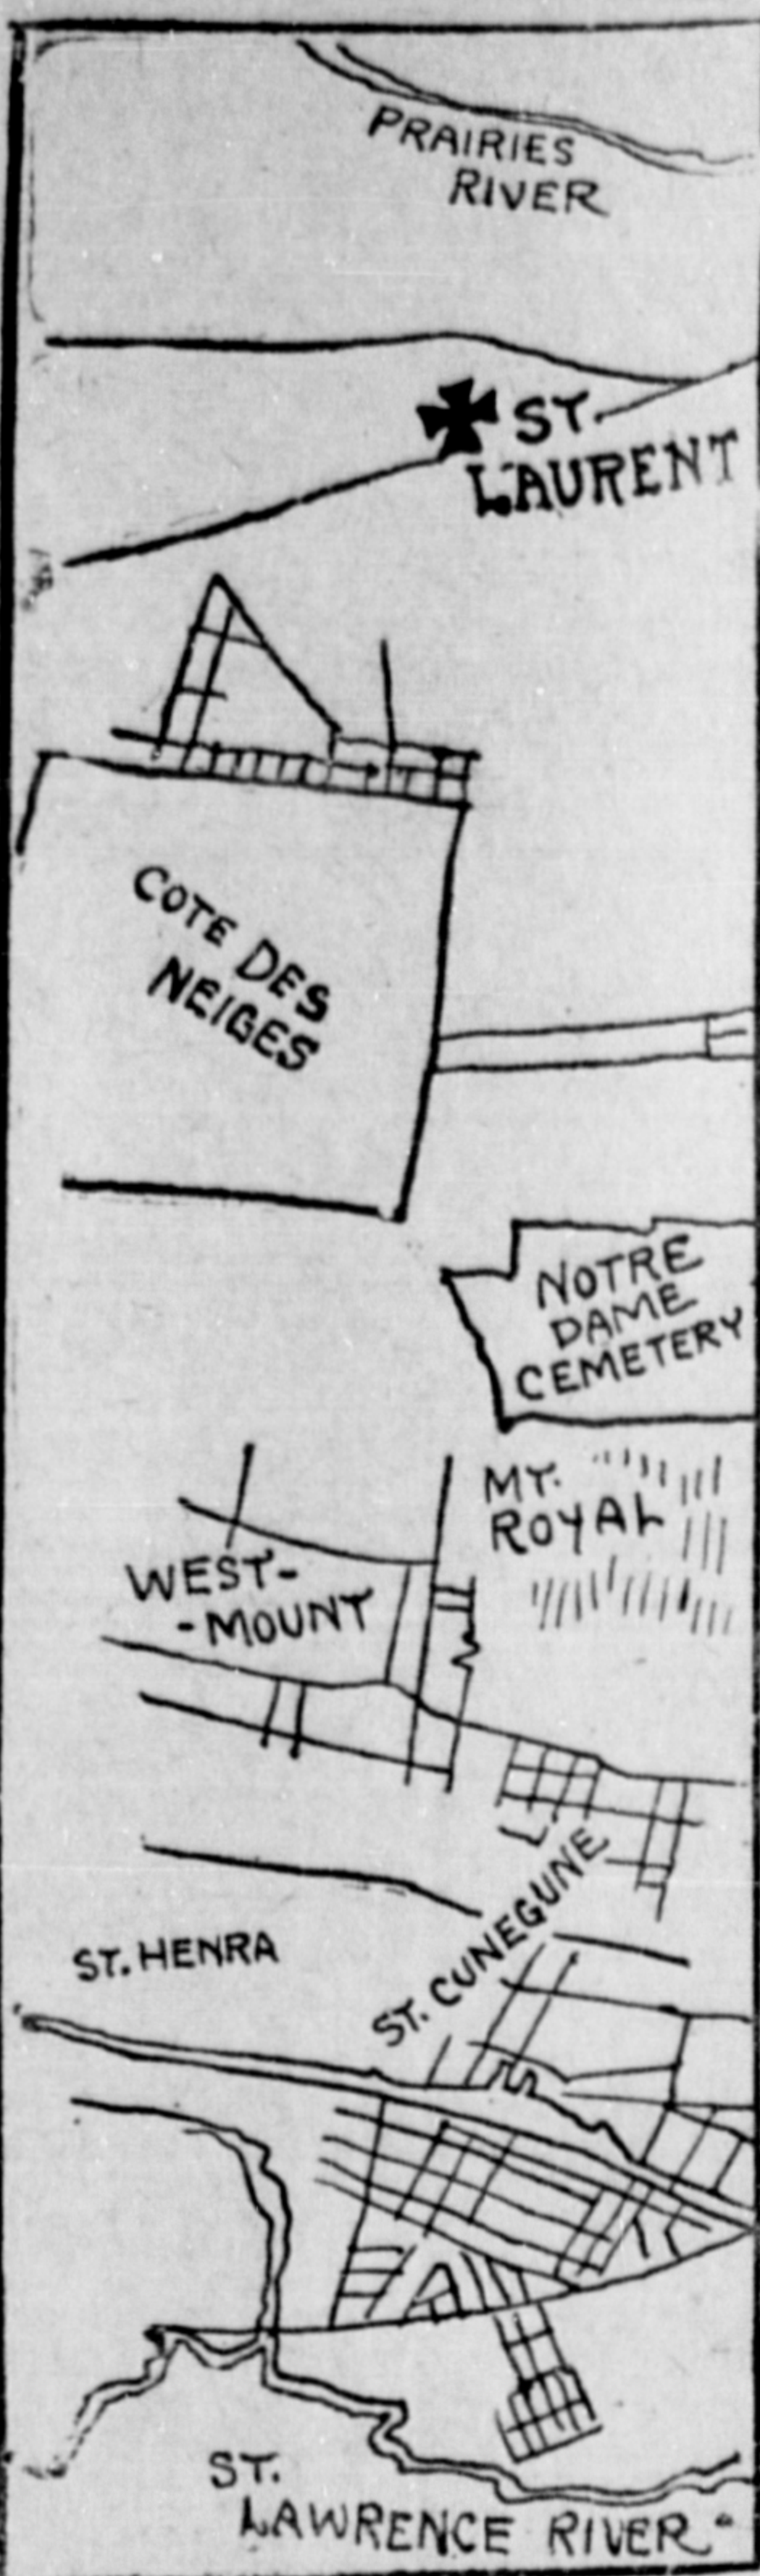 PRAIRIES
RIVER
ST.
LAURENT
COTE DES
NEIGES
NOTRE
DAME
CEMETERY
MT.
ROYAL
WEST-
-MOUNT
ST. CUNEGUNE
ST. HENRA
ST.
LAWRENCE RIVER